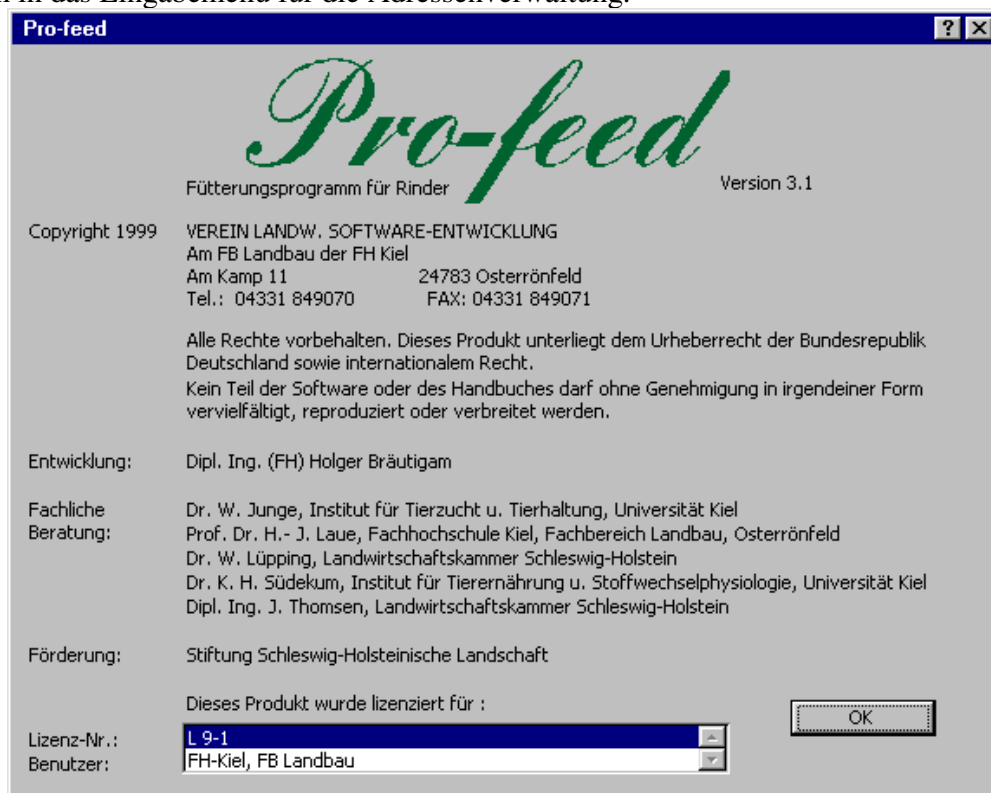 in das Eingabemenü für die Adressenverwaltung.
Pro-feed
Pro-feed
Fütterungsprogramm für Rinder
Version 3.1
Copyright 1999 VEREIN LANDW. SOFTWARE-ENTWICKLUNG
Am FB Landbau der FH Kiel
Am Kamp 11 24783 Osterrönfeld
Tel.: 04331 849070 FAX: 04331 849071
Alle Rechte vorbehalten. Dieses Produkt unterliegt dem Urheberrecht der Bundesrepublik
Deutschland sowie internationalem Recht.
Kein Teil der Software oder des Handbuches darf ohne Genehmigung in irgendeiner Form
vervielfältigt, reproduziert oder verbreitet werden.
Entwicklung: Dipl. Ing. (FH) Holger Bräutigam
Fachliche Dr. W. Junge, Institut für Tierzucht u. Tierhaltung, Universität Kiel
Beratung: Prof. Dr. H.- J. Laue, Fachhochschule Kiel, Fachbereich Landbau, Osterrönfeld
Dr. W. Lüpping, Landwirtschaftskammer Schleswig-Holstein
Dr. K. H. Südekum, Institut für Tierernährung u. Stoffwechselphysiologie, Universität Kiel
Dipl. Ing. J. Thomsen, Landwirtschaftskammer Schleswig-Holstein
Förderung: Stiftung Schleswig-Holsteinische Landschaft
Dieses Produkt wurde lizenziert für :
OK
Lizenz-Nr.: L 9-1
Benutzer: FH-Kiel, FB Landbau